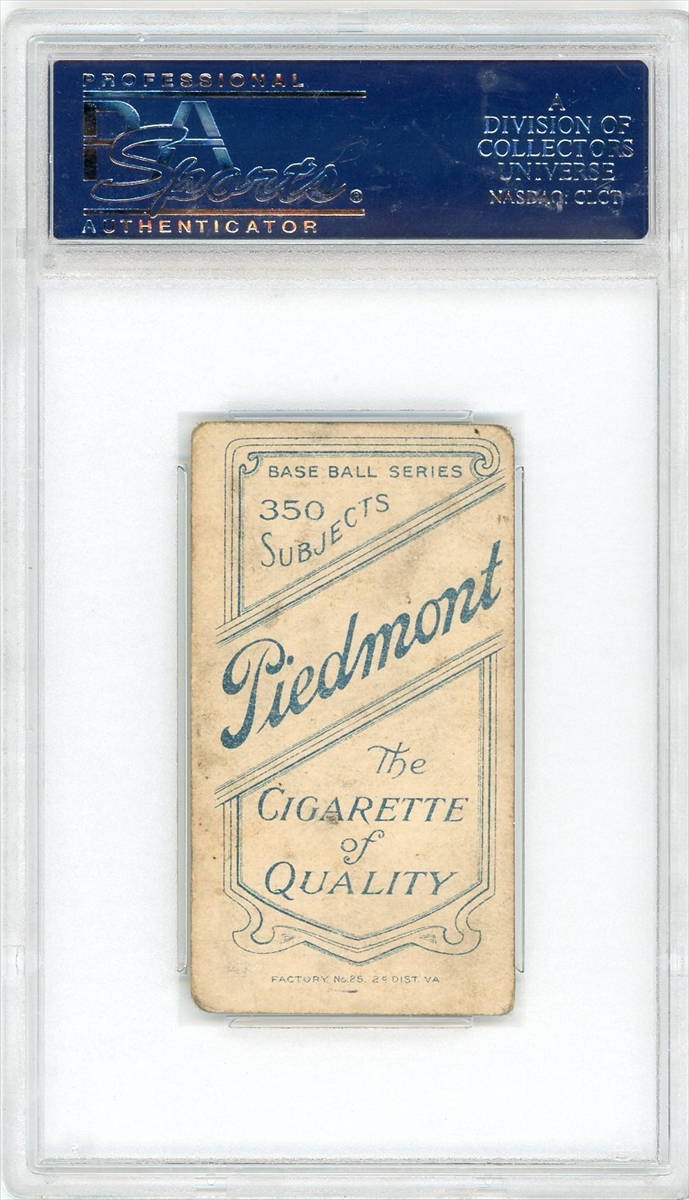 PROFESSIONAL
PSA
Sports®
AUTHENTICATOR
A
DIVISION OF
COLLECTORS
UNIVERSE
NASDAQ: CLCT
BASE BALL SERIES
350
SUBJECTS
Piedmont
The
CIGARETTE
of
QUALITY
FACTORY No. 25. 2d DIST. VA